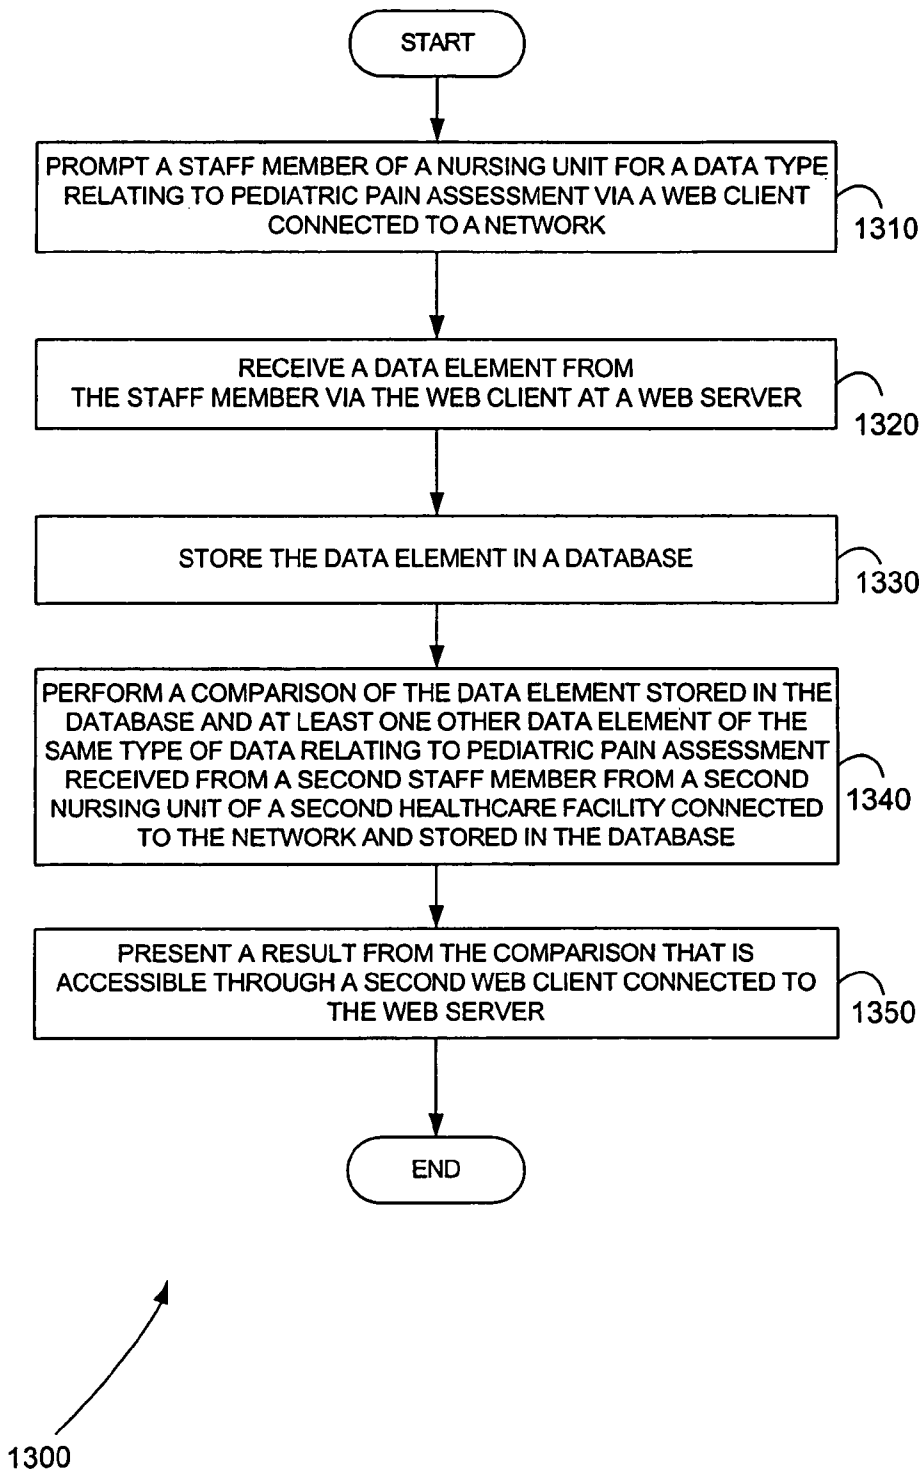 START
PROMPT A STAFF MEMBER OF A NURSING UNIT FOR A DATA TYPE
RELATING TO PEDIATRIC PAIN ASSESSMENT VIA A WEB CLIENT
CONNECTED TO A NETWORK
1310
RECEIVE A DATA ELEMENT FROM
THE STAFF MEMBER VIA THE WEB CLIENT AT A WEB SERVER
1320
STORE THE DATA ELEMENT IN A DATABASE
1330
PERFORM A COMPARISON OF THE DATA ELEMENT STORED IN THE
DATABASE AND AT LEAST ONE OTHER DATA ELEMENT OF THE
SAME TYPE OF DATA RELATING TO PEDIATRIC PAIN ASSESSMENT
RECEIVED FROM A SECOND STAFF MEMBER FROM A SECOND
NURSING UNIT OF A SECOND HEALTHCARE FACILITY CONNECTED
TO THE NETWORK AND STORED IN THE DATABASE
1340
PRESENT A RESULT FROM THE COMPARISON THAT IS
ACCESSIBLE THROUGH A SECOND WEB CLIENT CONNECTED TO
THE WEB SERVER
1350
END
1300